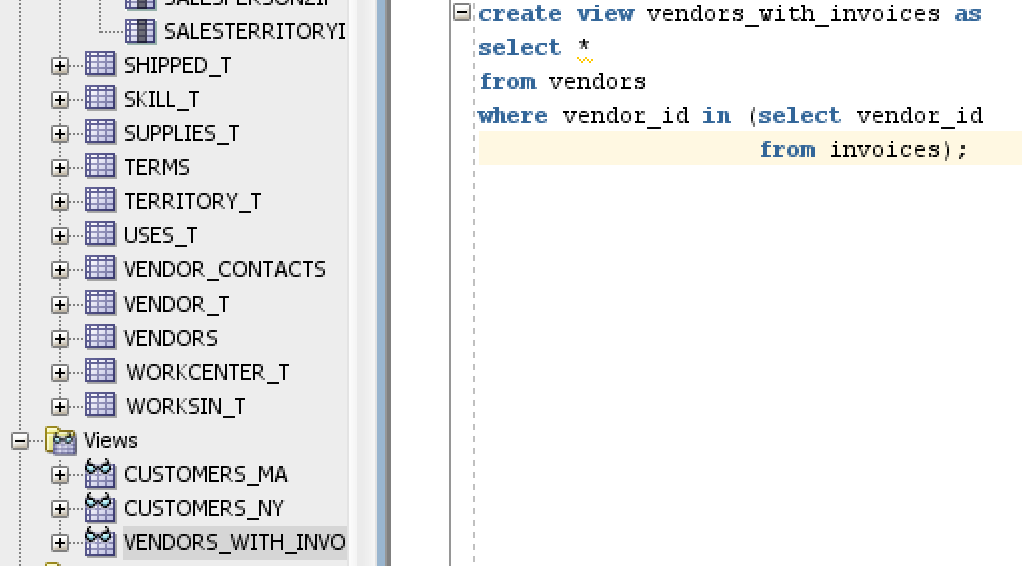 SALESTERRITORYI
SHIPPED_T
SKILL_T
SUPPLIES_T
TERMS
TERRITORY_T
USES_T
VENDOR_CONTACTS
VENDOR_T
VENDORS
WORKCENTER_T
WORKSIN_T
Views
CUSTOMERS_MA
CUSTOMERS_NY
VENDORS_WITH_INVO
create view vendors_with_invoices as
select *
from vendors
where vendor_id in (select vendor_id
from invoices);